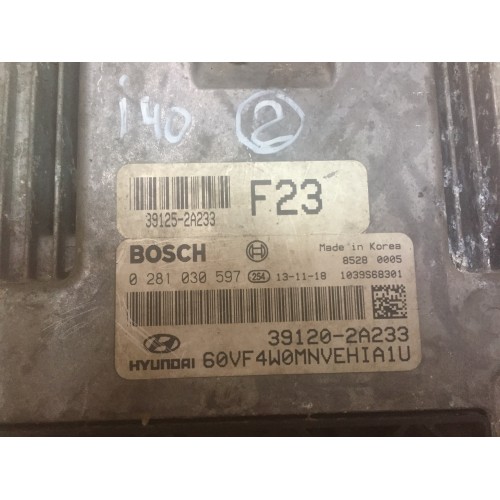 i40 2
39125-2A233 F23
BOSCH Made in Korea
8528 0005
0 281 030 597 254 13-11-18 1039S68301
39120-2A233
HYUNDAI 60VF4W0MNVEHIA1U